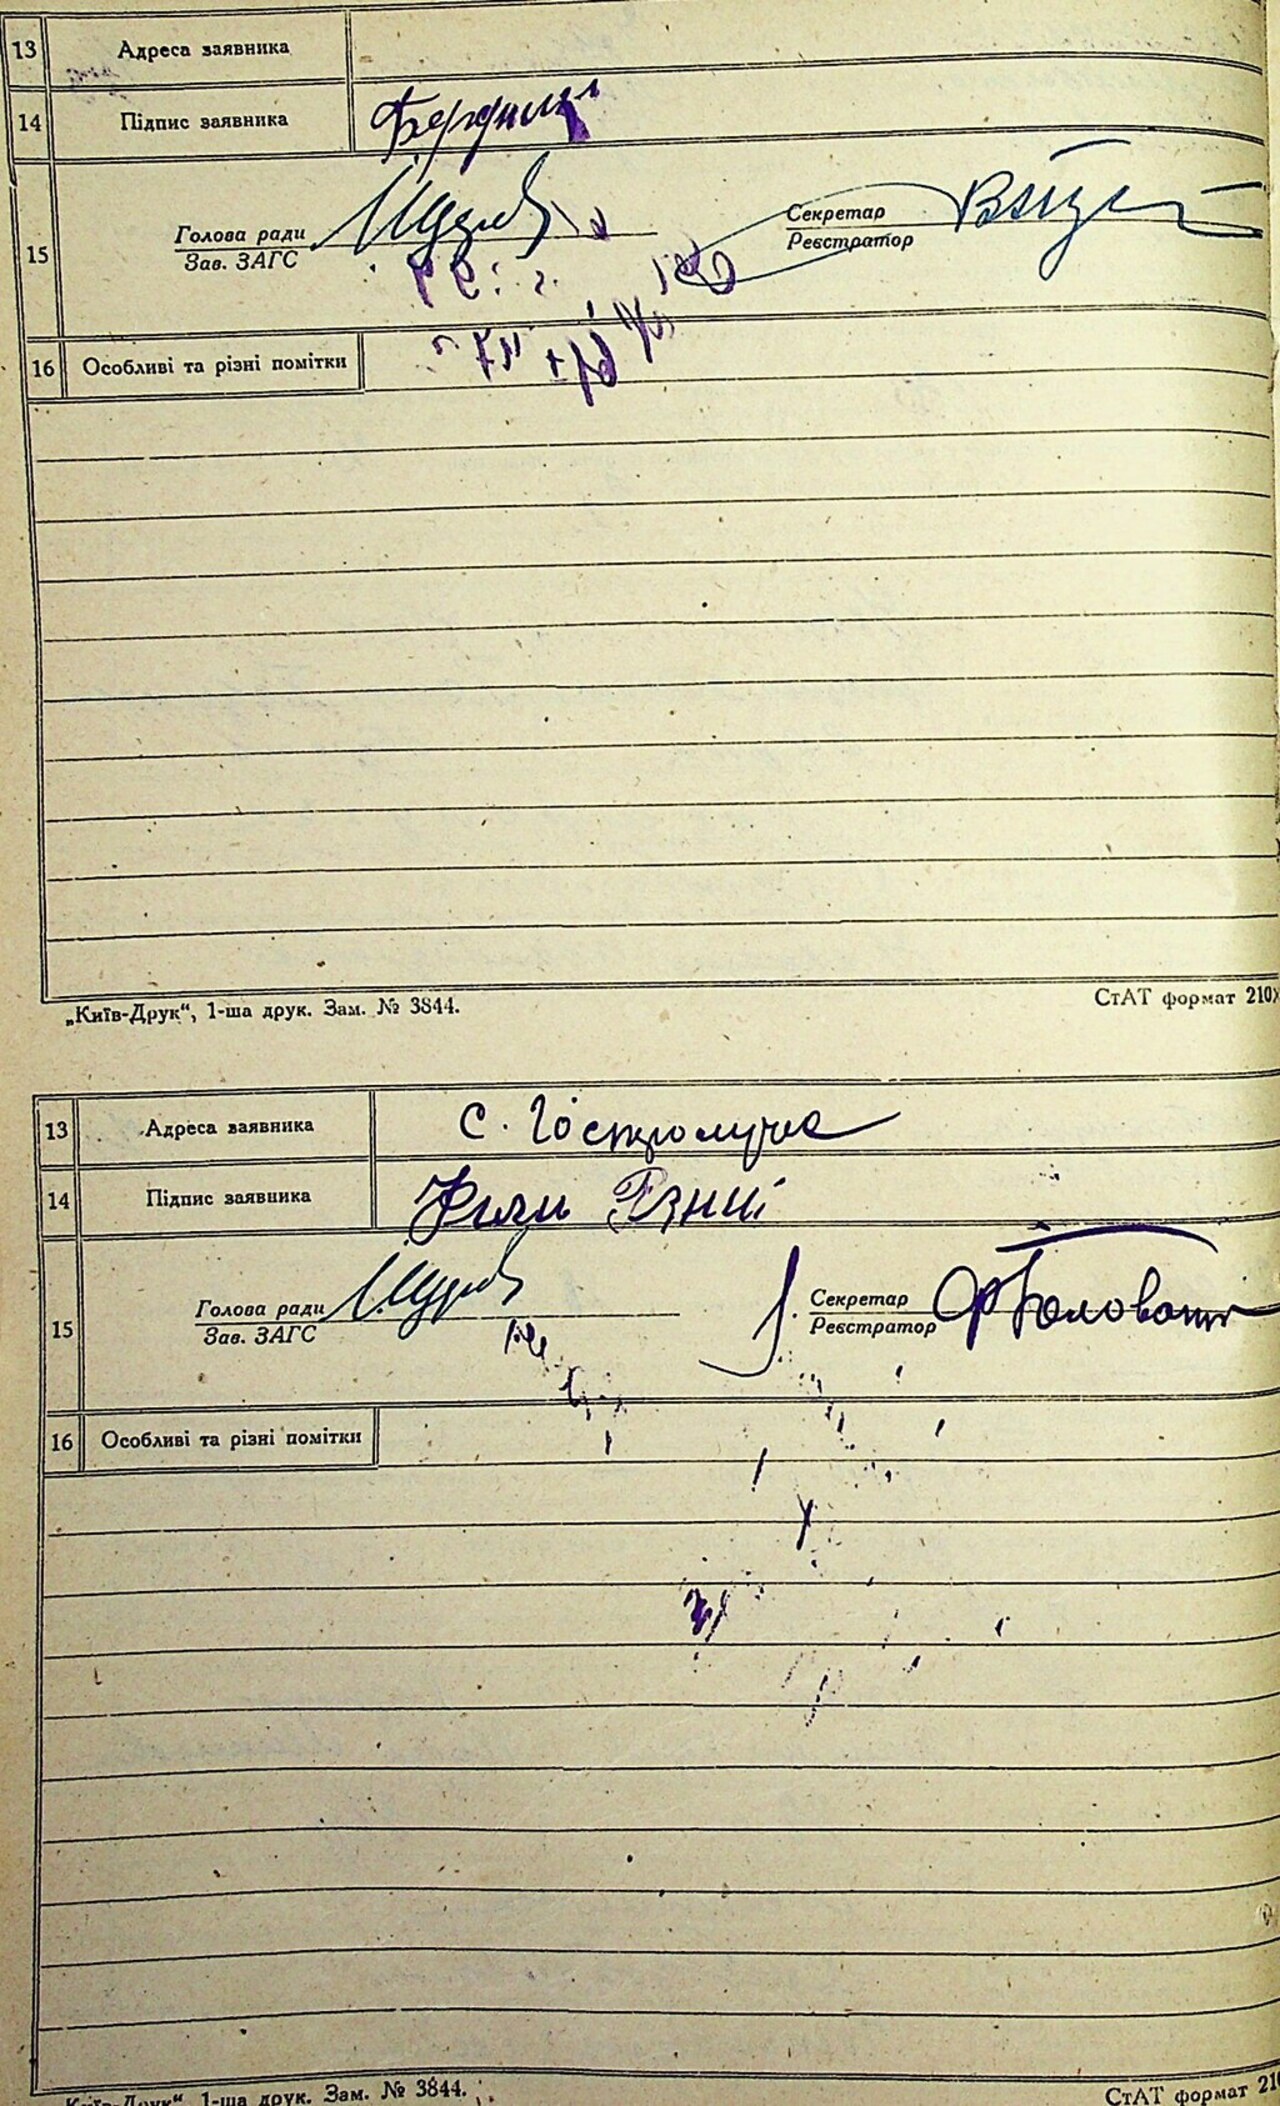 13 Адреса заявника
14 Підпис заявника
15 Голова ради Секретар
Зав. ЗАГС Реєстратор
16 Особливі та різні помітки
„Київ-Друк“, 1-ша друк. Зам. № 3844. СтАТ формат 210
13 Адреса заявника с. Гостролуча
14 Підпис заявника
15 Голова ради Секретар
Зав. ЗАГС Реєстратор
16 Особливі та різні помітки
Київ-Друк“, 1-ша друк. Зам. № 3844. СтАТ формат 210